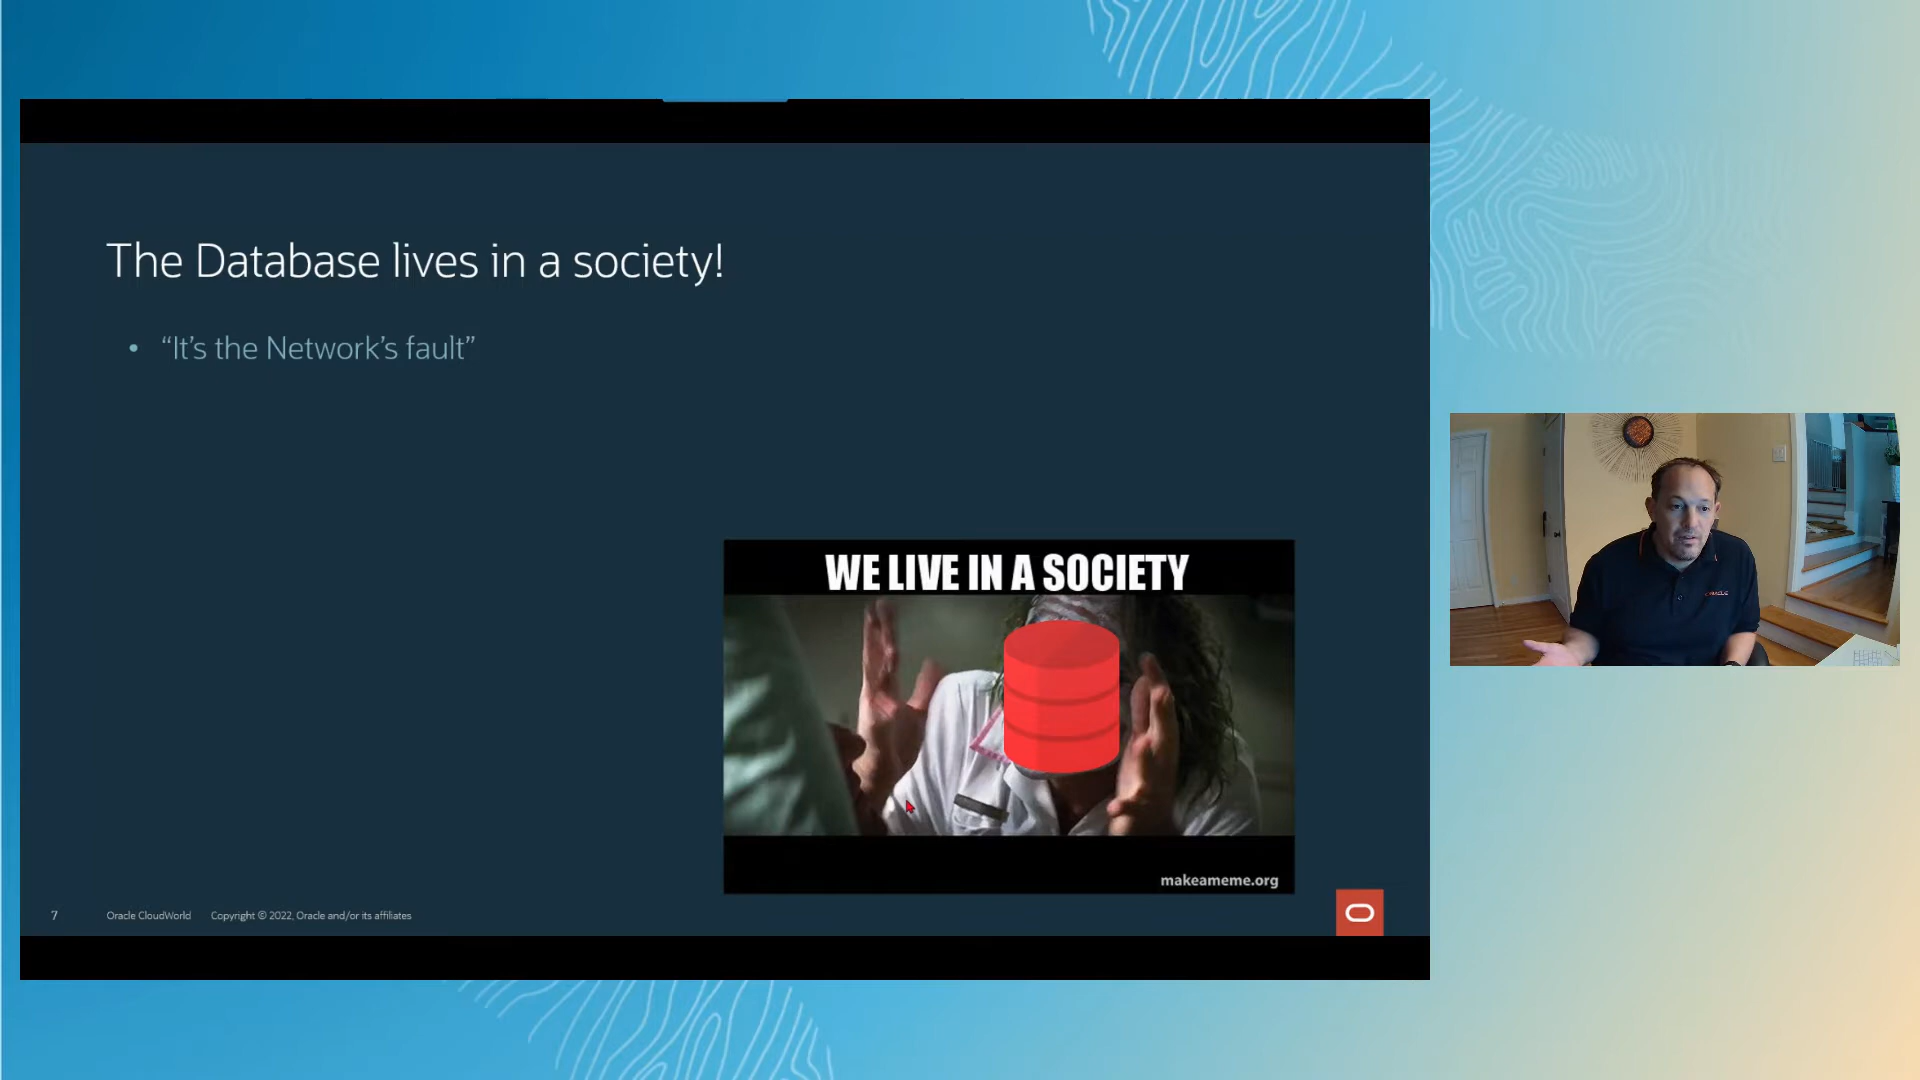 The Database lives in a society!
• “It’s the Network’s fault”
WE LIVE IN A SOCIETY
makeameme.org
7 Oracle CloudWorld Copyright © 2022, Oracle and/or its affiliates
ORACLE